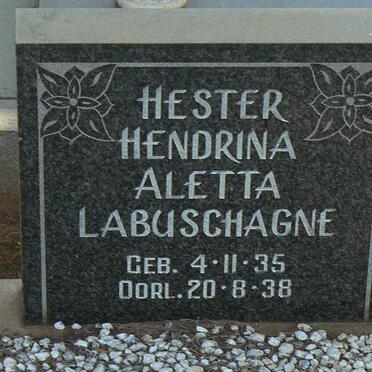 HESTER
HENDRINA
ALETTA
LABUSCHAGNE
GEB. 4·11·35
OORL. 20·8·38